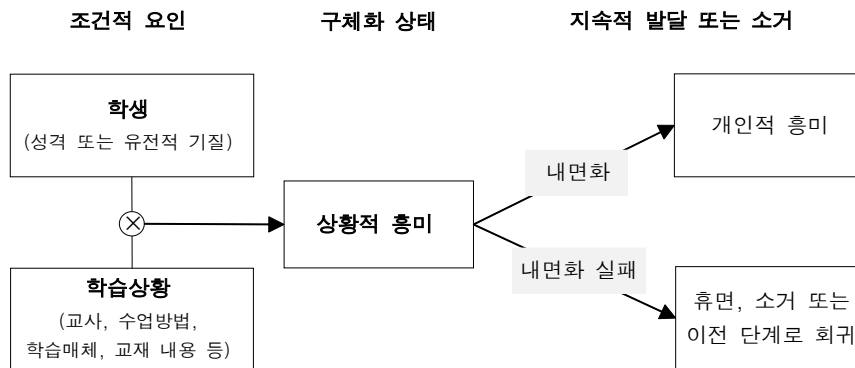 조건적 요인
구체화 상태
지속적 발달 또는 소거
학생
(성격 또는 유전적 기질)
개인적 흥미
내면화
상황적 흥미
내면화 실패
학습상황
(교사, 수업방법,
학습매체, 교재 내용 등)
휴면, 소거 또는
이전 단계로 회귀